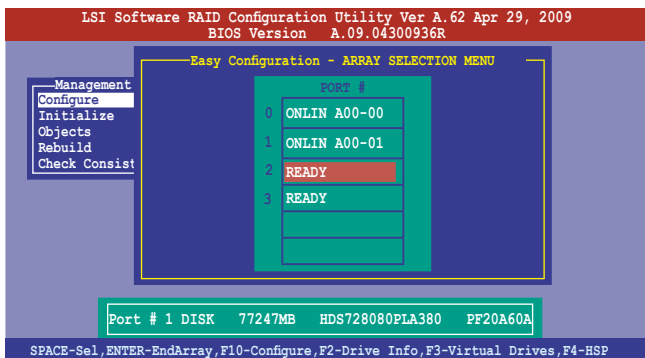 LSI Software RAID Configuration Utility Ver A.62 Apr 29, 2009
BIOS Version A.09.04300936R
Easy Configuration - ARRAY SELECTION MENU
Management
Configure
Initialize
Objects
Rebuild
Check Consist
PORT #
0 ONLIN A00-00
1 ONLIN A00-01
2 READY
3 READY
Port # 1 DISK 77247MB HDS728080PLA380 PF20A60A
SPACE-Sel,ENTER-EndArray,F10-Configure,F2-Drive Info,F3-Virtual Drives,F4-HSP